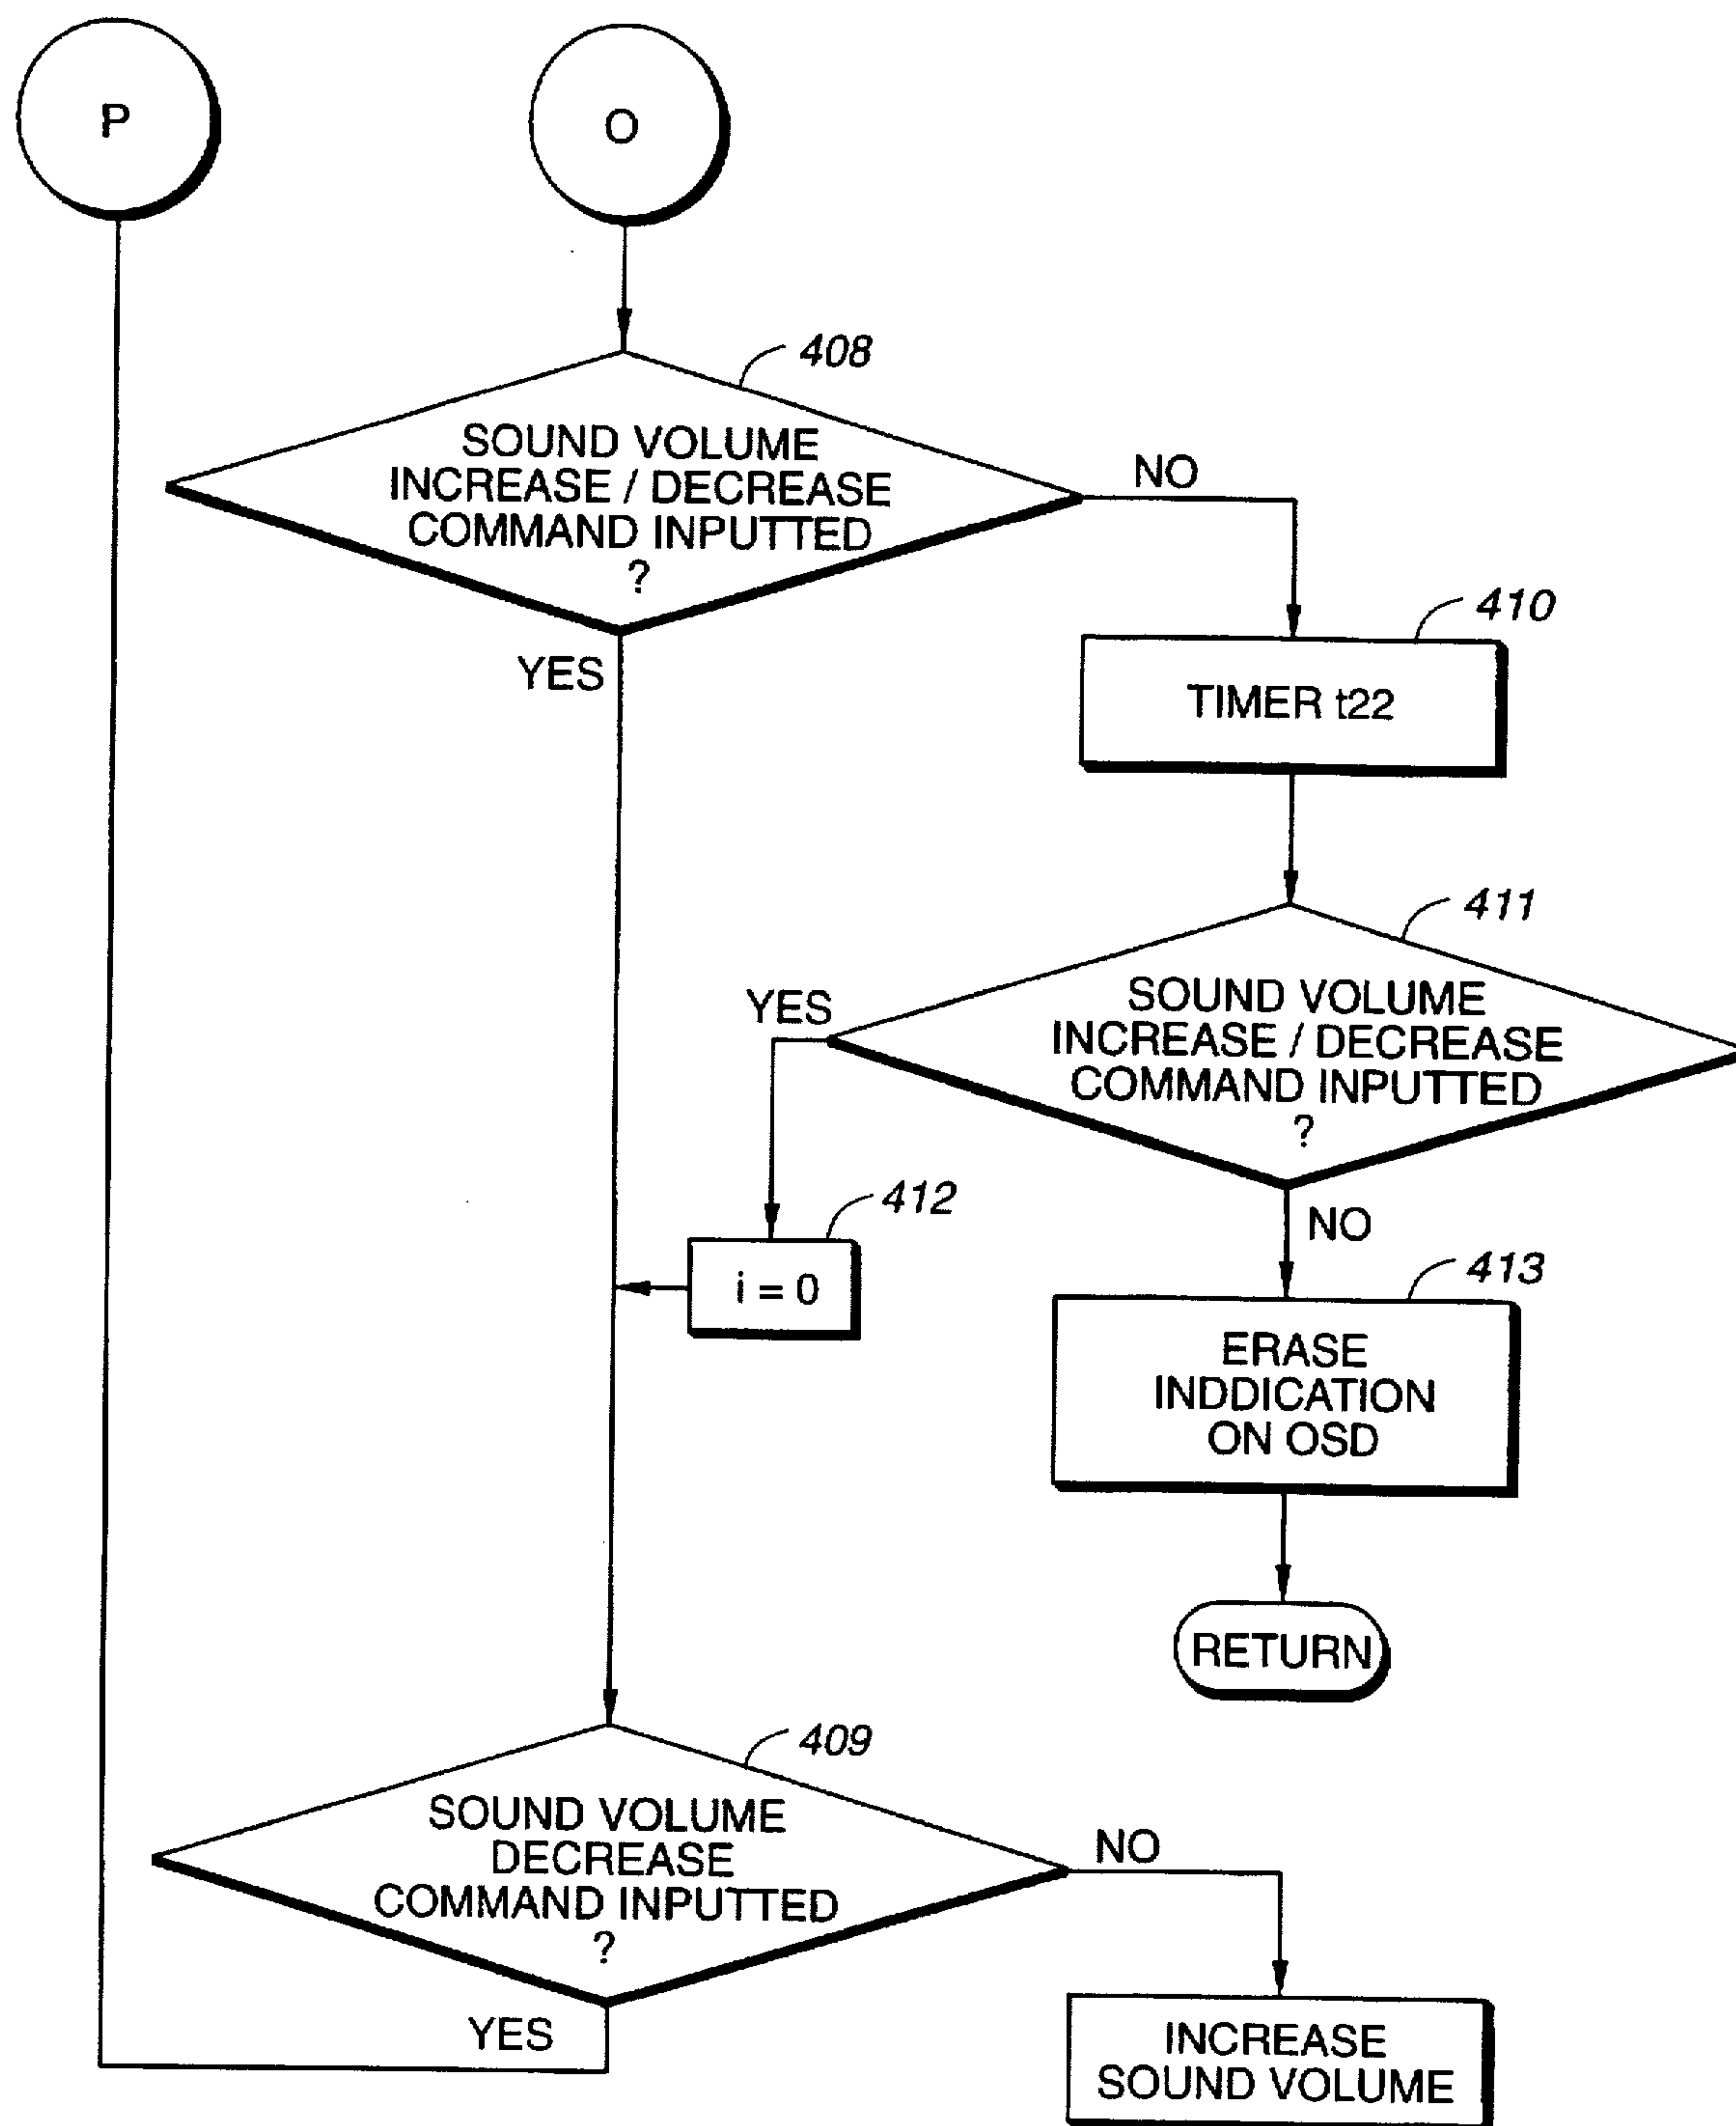 P
O
408
SOUND VOLUME
INCREASE / DECREASE
COMMAND INPUTTED
?
NO
YES
410
TIMER t22
411
SOUND VOLUME
INCREASE / DECREASE
COMMAND INPUTTED
?
YES
NO
412
i = 0
413
ERASE
INDDICATION
ON OSD
RETURN
409
SOUND VOLUME
DECREASE
COMMAND INPUTTED
?
NO
YES
INCREASE
SOUND VOLUME